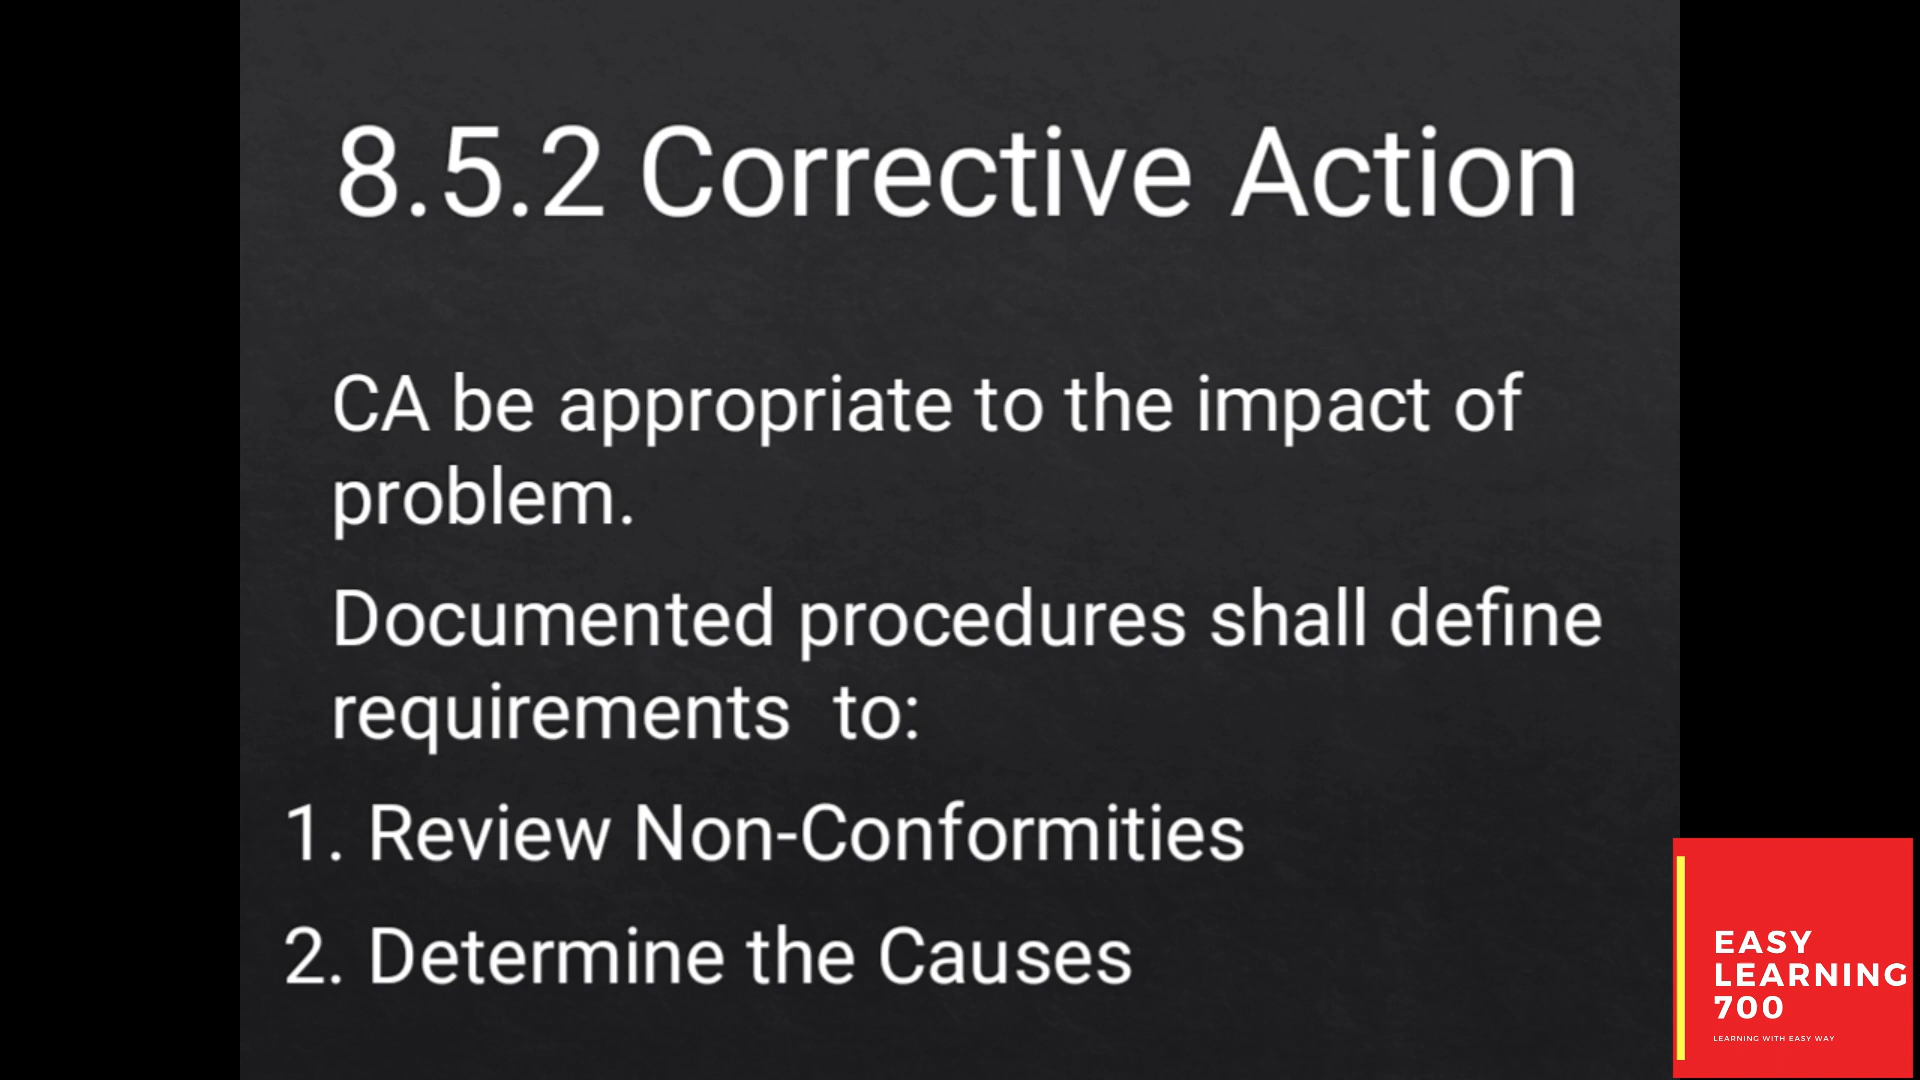 8.5.2 Corrective Action
CA be appropriate to the impact of
problem.
Documented procedures shall define
requirements  to:
1. Review Non-Conformities
2. Determine the Causes
EASY
LEARNING
700
LEARNING WITH EASY WAY